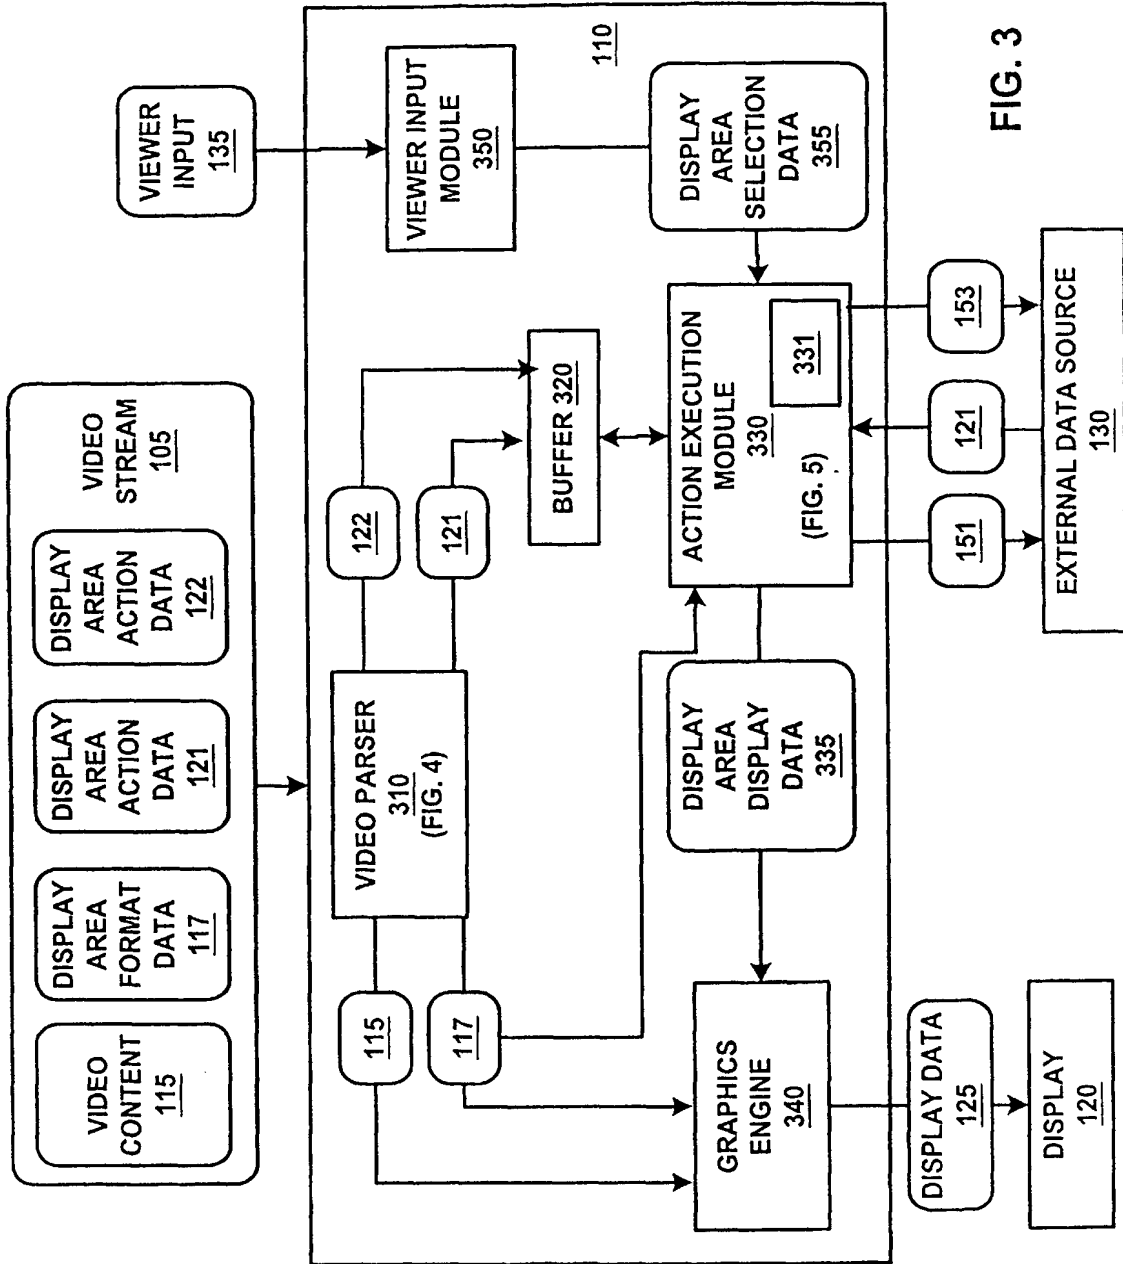 VIDEO
CONTENT
115
DISPLAY
AREA
FORMAT
DATA
117
DISPLAY
AREA
ACTION
DATA
121
DISPLAY
AREA
ACTION
DATA
122
VIDEO
STREAM
105
VIEWER
INPUT
135
110
VIDEO PARSER
310
(FIG. 4)
115
117
122
121
BUFFER 320
VIEWER INPUT
MODULE
350
GRAPHICS
ENGINE
340
DISPLAY
AREA
DISPLAY
DATA
335
ACTION EXECUTION
MODULE
330
(FIG. 5)
331
DISPLAY
AREA
SELECTION
DATA
355
DISPLAY DATA
125
DISPLAY
120
151
121
153
EXTERNAL DATA SOURCE
130
FIG. 3